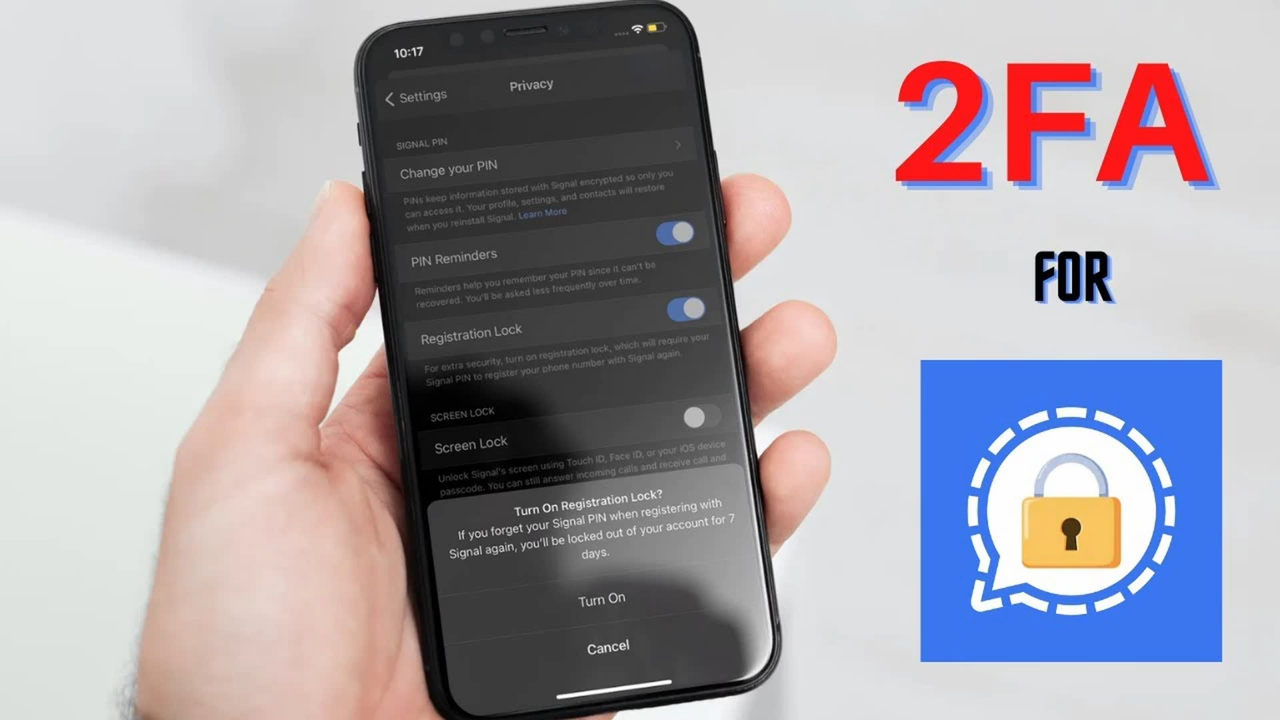 10:17
Settings
Privacy
SIGNAL PIN
Change your PIN
PINs keep information stored with Signal encrypted so only you
can access it. Your profile, settings, and contacts will restore
when you reinstall Signal. Learn More
PIN Reminders
Reminders help you remember your PIN since it can't be
recovered. You'll be asked less frequently over time.
Registration Lock
For extra security, turn on registration lock, which will require your
Signal PIN to register your phone number with Signal again.
SCREEN LOCK
Screen Lock
Unlock Signal's screen using Touch ID, Face ID, or your iOS device
passcode. You can still answer incoming calls and receive call and
Turn On Registration Lock?
If you forget your Signal PIN when registering with
Signal again, you'll be locked out of your account for 7
days.
Turn On
Cancel
2FA
FOR